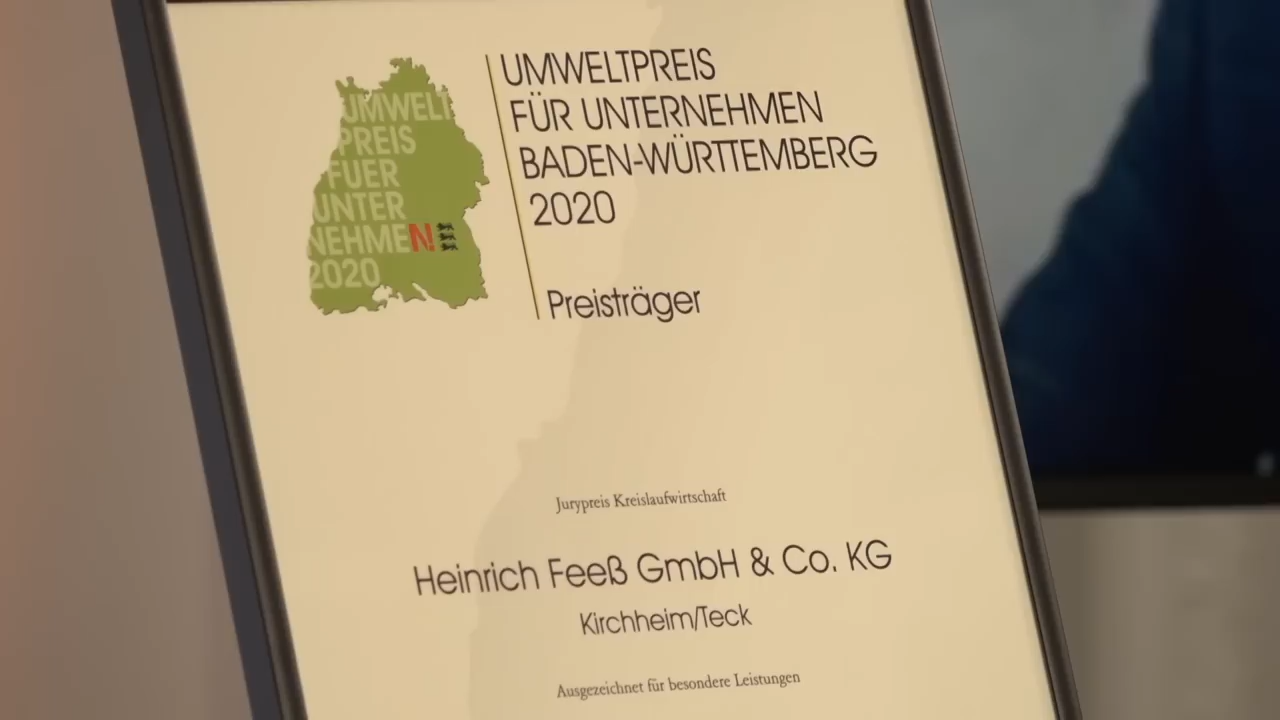 UMWELT
PREIS
FUER
UNTER
NEHMEN!
2020
UMWELTPREIS
FÜR UNTERNEHMEN
BADEN-WÜRTTEMBERG
2020
Preisträger
Jurypreis Kreislaufwirtschaft
Heinrich Feeß GmbH & Co. KG
Kirchheim/Teck
Ausgezeichnet für besondere Leistungen